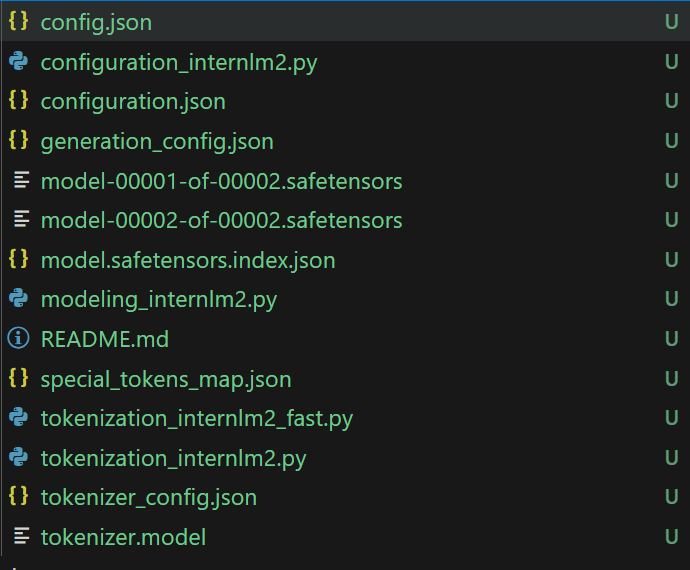 {} config.json U
configuration_internlm2.py U
{} configuration.json U
{} generation_config.json U
model-00001-of-00002.safetensors U
model-00002-of-00002.safetensors U
{} model.safetensors.index.json U
modeling_internlm2.py U
README.md U
{} special_tokens_map.json U
tokenization_internlm2_fast.py U
tokenization_internlm2.py U
{} tokenizer_config.json U
tokenizer.model U